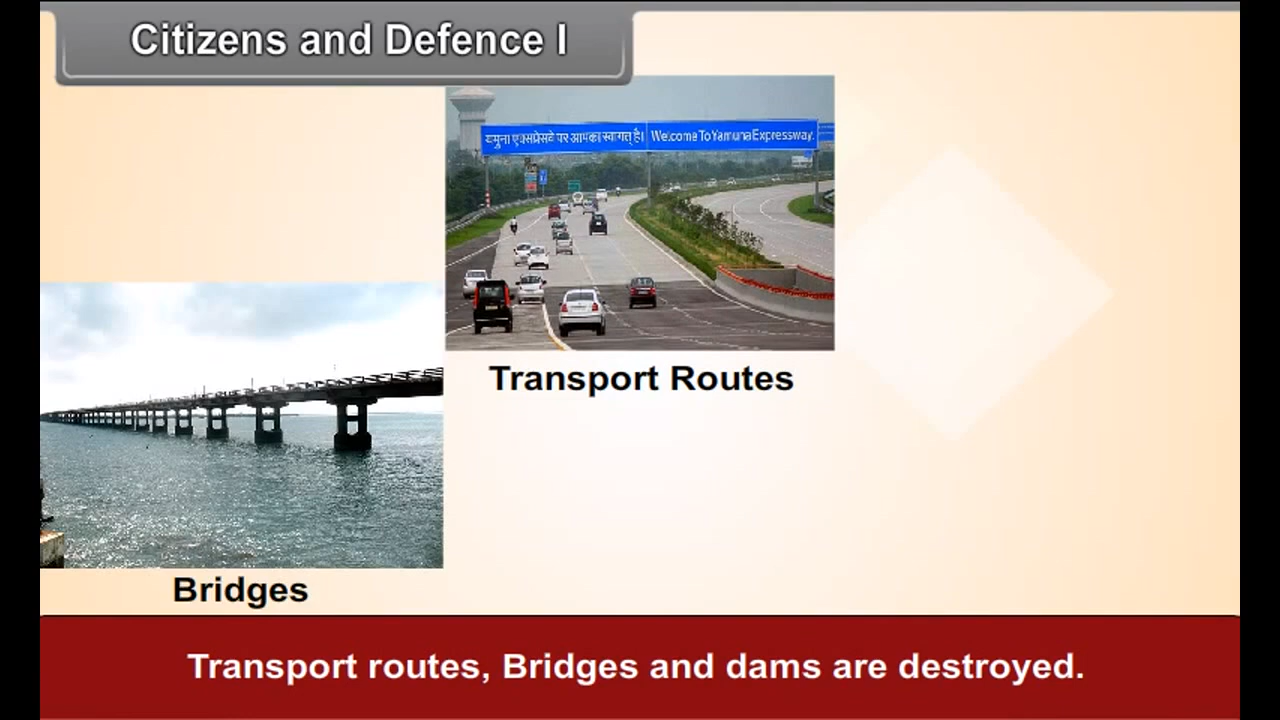 Citizens and Defence I
यमुना एक्सप्रेसवे पर आपका स्वागत् है। Welcome To Yamuna Expressway.
Transport Routes
Bridges
Transport routes, Bridges and dams are destroyed.